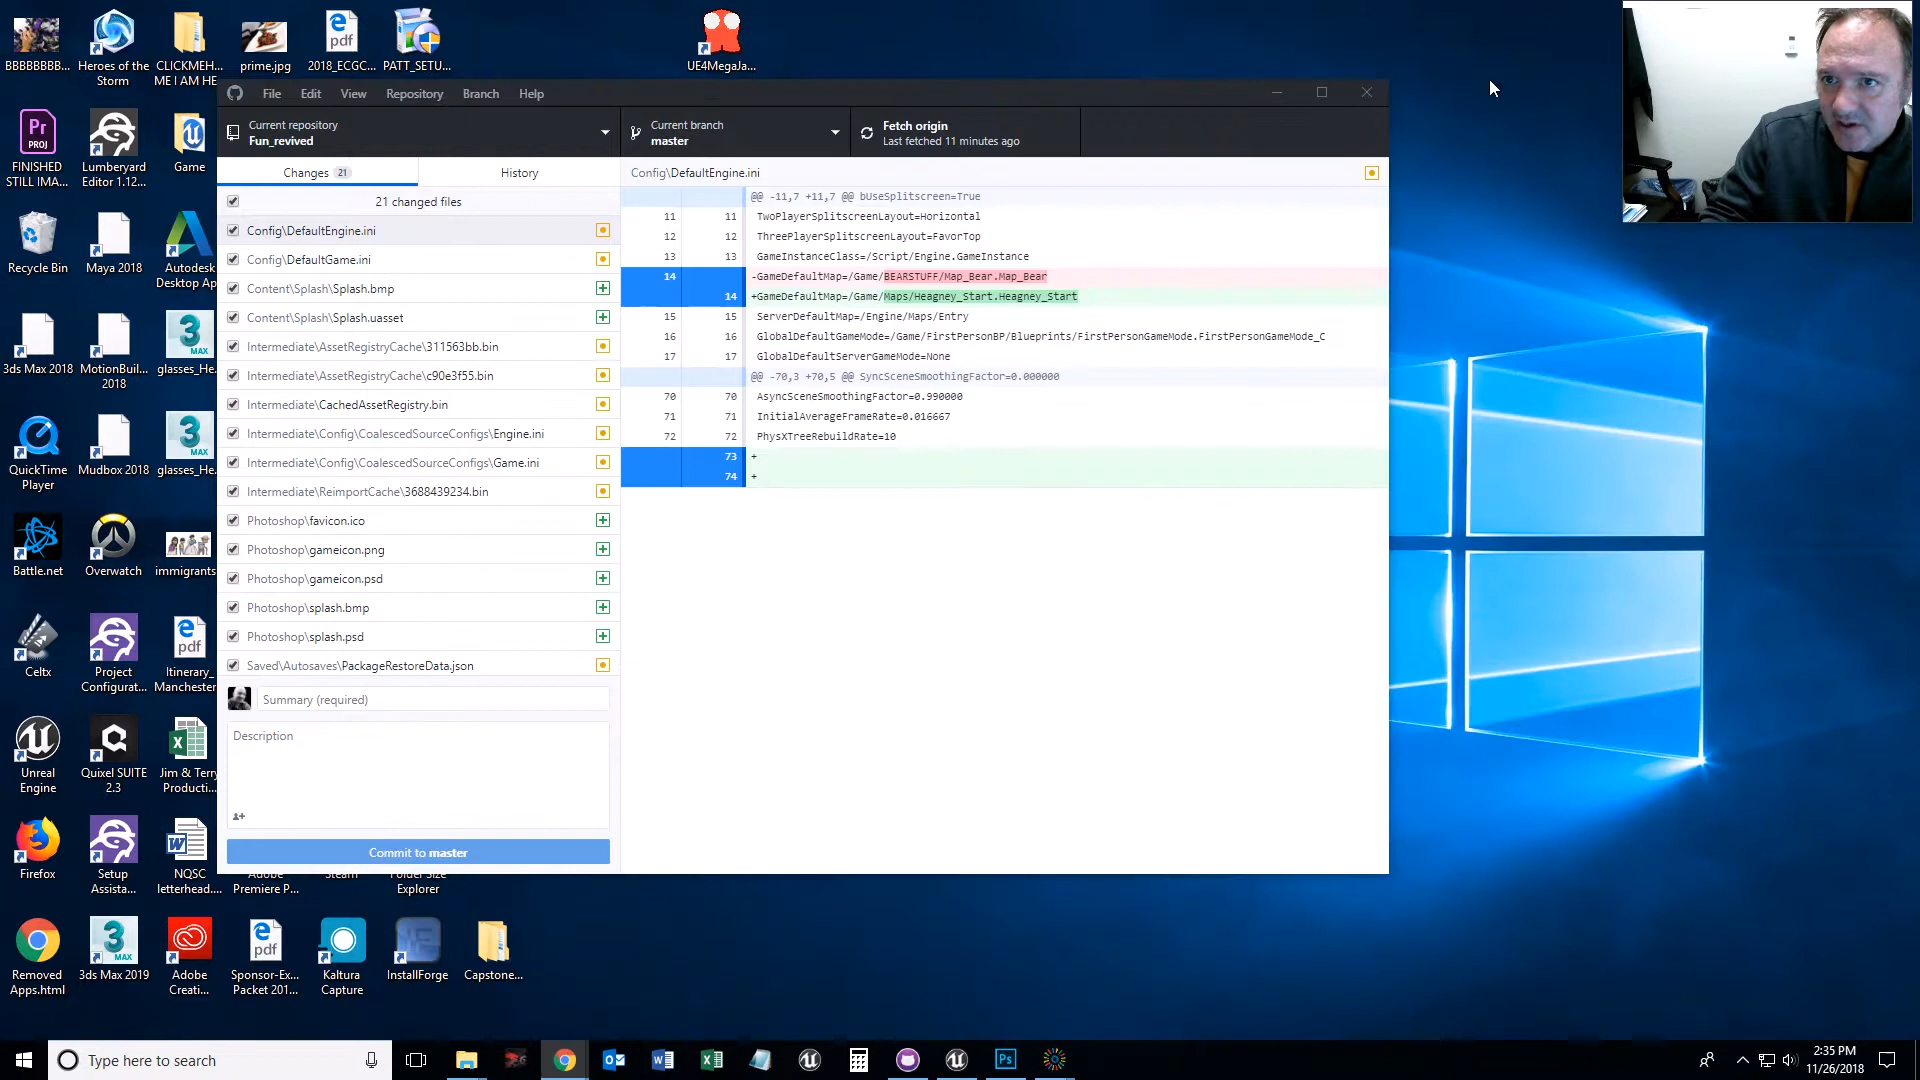 BBBBBBBB...
Heroes of the
Storm
CLICKMEH...
ME I AM HE
prime.jpg
2018_ECGC...
PATT_SETU...
UE4MegaJa...
File
Edit
View
Repository
Branch
Help
Current repository
Fun_revived
Current branch
master
Fetch origin
Last fetched 11 minutes ago
Changes 21
History
Config\DefaultEngine.ini
21 changed files
Config\DefaultEngine.ini
Config\DefaultGame.ini
Content\Splash\Splash.bmp
Content\Splash\Splash.uasset
Intermediate\AssetRegistryCache\311563bb.bin
Intermediate\AssetRegistryCache\c90e3f55.bin
Intermediate\CachedAssetRegistry.bin
Intermediate\Config\CoalescedSourceConfigs\Engine.ini
Intermediate\Config\CoalescedSourceConfigs\Game.ini
Intermediate\ReimportCache\3688439234.bin
Photoshop\favicon.ico
Photoshop\gameicon.png
Photoshop\gameicon.psd
Photoshop\splash.bmp
Photoshop\splash.psd
Saved\Autosaves\PackageRestoreData.json
Summary (required)
Description
Commit to master
@@ -11,7 +11,7 @@ bUseSplitscreen=True
11 11 TwoPlayerSplitscreenLayout=Horizontal
12 12 ThreePlayerSplitscreenLayout=FavorTop
13 13 GameInstanceClass=/Script/Engine.GameInstance
14 -GameDefaultMap=/Game/BEARSTUFF/Map_Bear.Map_Bear
14 +GameDefaultMap=/Game/Maps/Heagney_Start.Heagney_Start
15 15 ServerDefaultMap=/Engine/Maps/Entry
16 16 GlobalDefaultGameMode=/Game/FirstPersonBP/Blueprints/FirstPersonGameMode.FirstPersonGameMode_C
17 17 GlobalDefaultServerGameMode=None
@@ -70,3 +70,5 @@ SyncSceneSmoothingFactor=0.000000
70 70 AsyncSceneSmoothingFactor=0.990000
71 71 InitialAverageFrameRate=0.016667
72 72 PhysXTreeRebuildRate=10
73 +
74 +
Pr
PROJ
FINISHED
STILL IMA...
Lumberyard
Editor 1.12...
Game
Recycle Bin
Maya 2018
Autodesk
Desktop Ap
3ds Max 2018
MotionBuil...
2018
3
MAX
glasses_He.
QuickTime
Player
Mudbox 2018
3
MAX
glasses_He.
Battle.net
Overwatch
immigrants
Celtx
Project
Configurat...
pdf
Itinerary_
Manchester
Unreal
Engine
Quixel SUITE
2.3
Jim & Terry
Producti...
Firefox
Setup
Assista...
NQSC
letterhead....
Adobe
Premiere P...
Steam
Folder Size
Explorer
Removed
Apps.html
3
MAX
3ds Max 2019
Adobe
Creati...
pdf
Sponsor-Ex...
Packet 201...
Kaltura
Capture
InstallForge
Capstone...
Type here to search
Ps
2:35 PM
11/26/2018